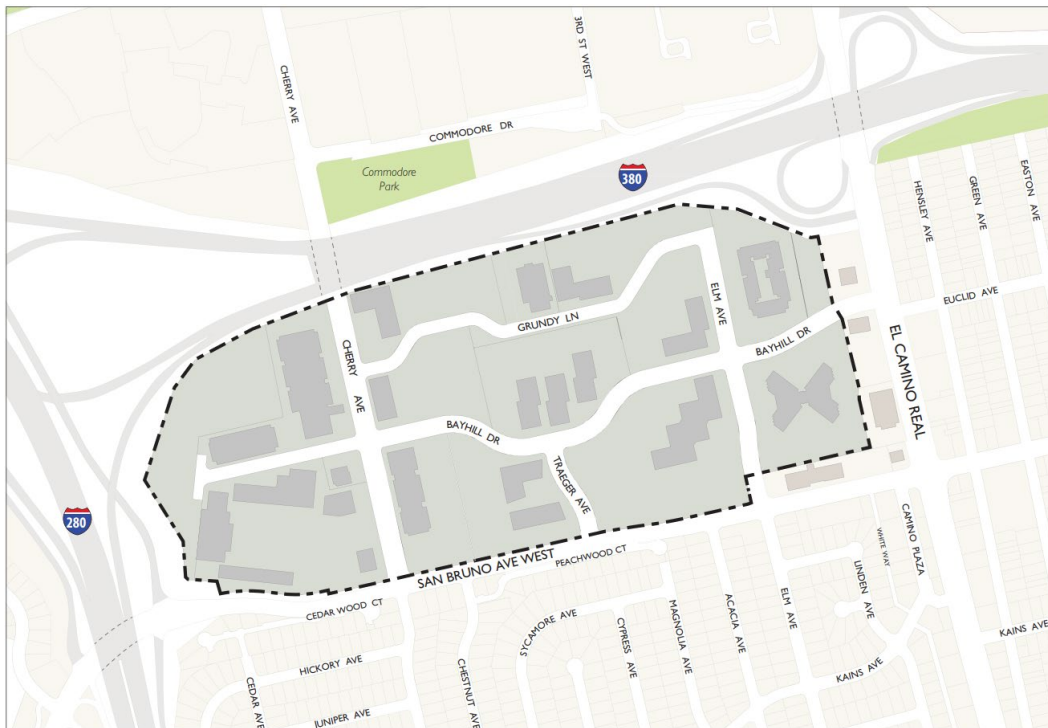 CHERRY AVE
3RD ST WEST
COMMODORE DR
Commodore
Park
380
HENSLEY AVE
GREEN AVE
EASTON AVE
EUCLID AVE
ELM AVE
GRUNDY LN
BAYHILL DR
CHERRY AVE
EL CAMINO REAL
BAYHILL DR
TRAEGER AVE
280
SAN BRUNO AVE WEST
PEACHWOOD CT
CEDAR WOOD CT
WHITE WAY
CAMINO PLAZA
LINDEN AVE
ELM AVE
ACACIA AVE
MAGNOLIA AVE
CYPRESS AVE
SYCAMORE AVE
CHESTNUT AVE
HICKORY AVE
CEDAR AVE
JUNIPER AVE
KAINS AVE
KAINS AVE